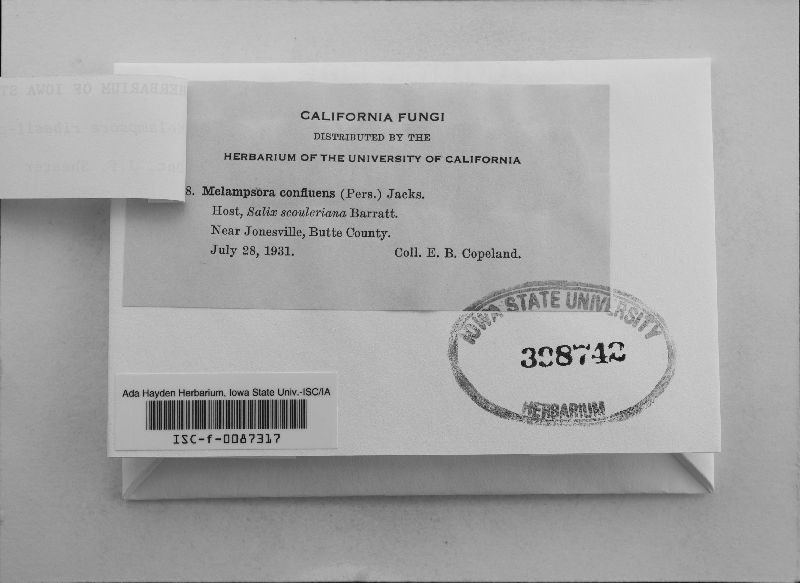 CALIFORNIA FUNGI
DISTRIBUTED BY THE
HERBARIUM OF THE UNIVERSITY OF CALIFORNIA
8. Melampsora confluens (Pers.) Jacks.
Host, Salix scouleriana Barratt.
Near Jonesville, Butte County.
July 28, 1931. Coll. E. B. Copeland.
IOWA STATE UNIVERSITY
398742
HERBARIUM
Ada Hayden Herbarium, Iowa State Univ.-ISC/IA
ISC-f-0087317